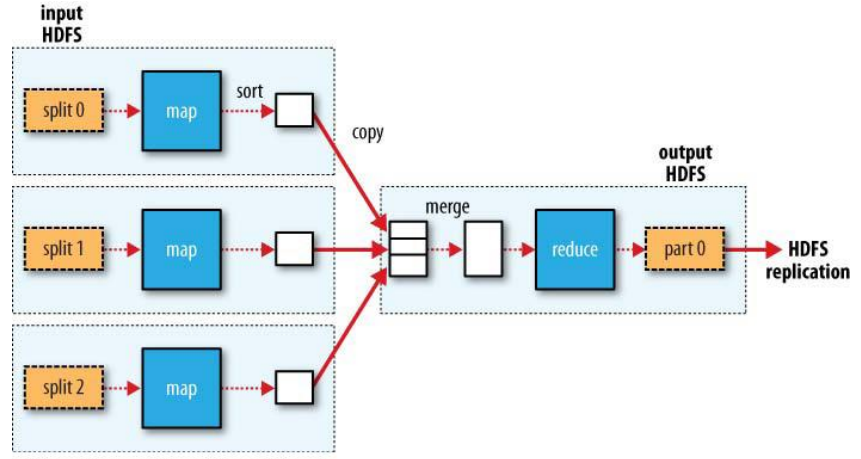 input
HDFS
split 0
map
sort
copy
split 1
map
split 2
map
merge
reduce
output
HDFS
part 0
HDFS
replication